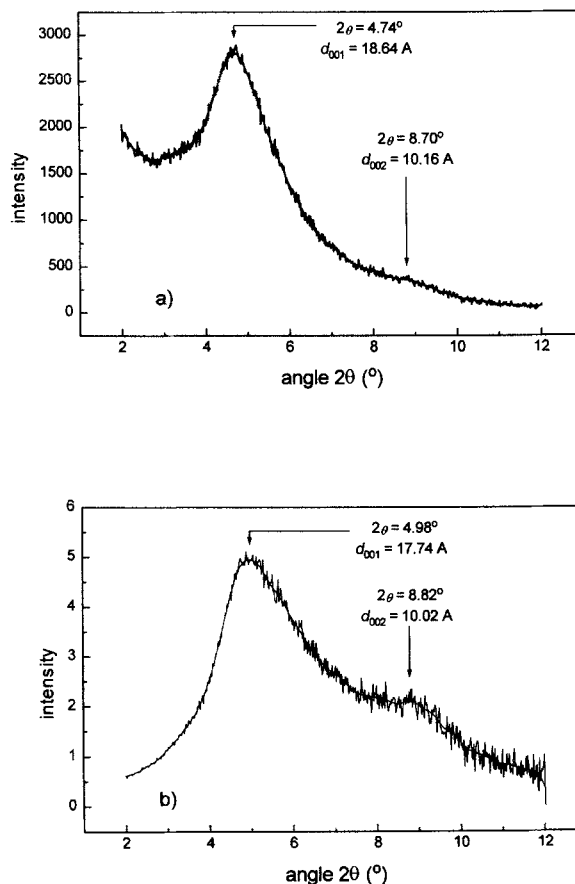 3000
2500
2000
1500
1000
500
0
intensity
2θ = 4.74°
d001 = 18.64 A
2θ = 8.70°
d002 = 10.16 A
a)
2 4 6 8 10 12
angle 2θ (°)
6
5
4
3
2
1
0
intensity
2θ = 4.98°
d001 = 17.74 A
2θ = 8.82°
d002 = 10.02 A
b)
2 4 6 8 10 12
angle 2θ (°)